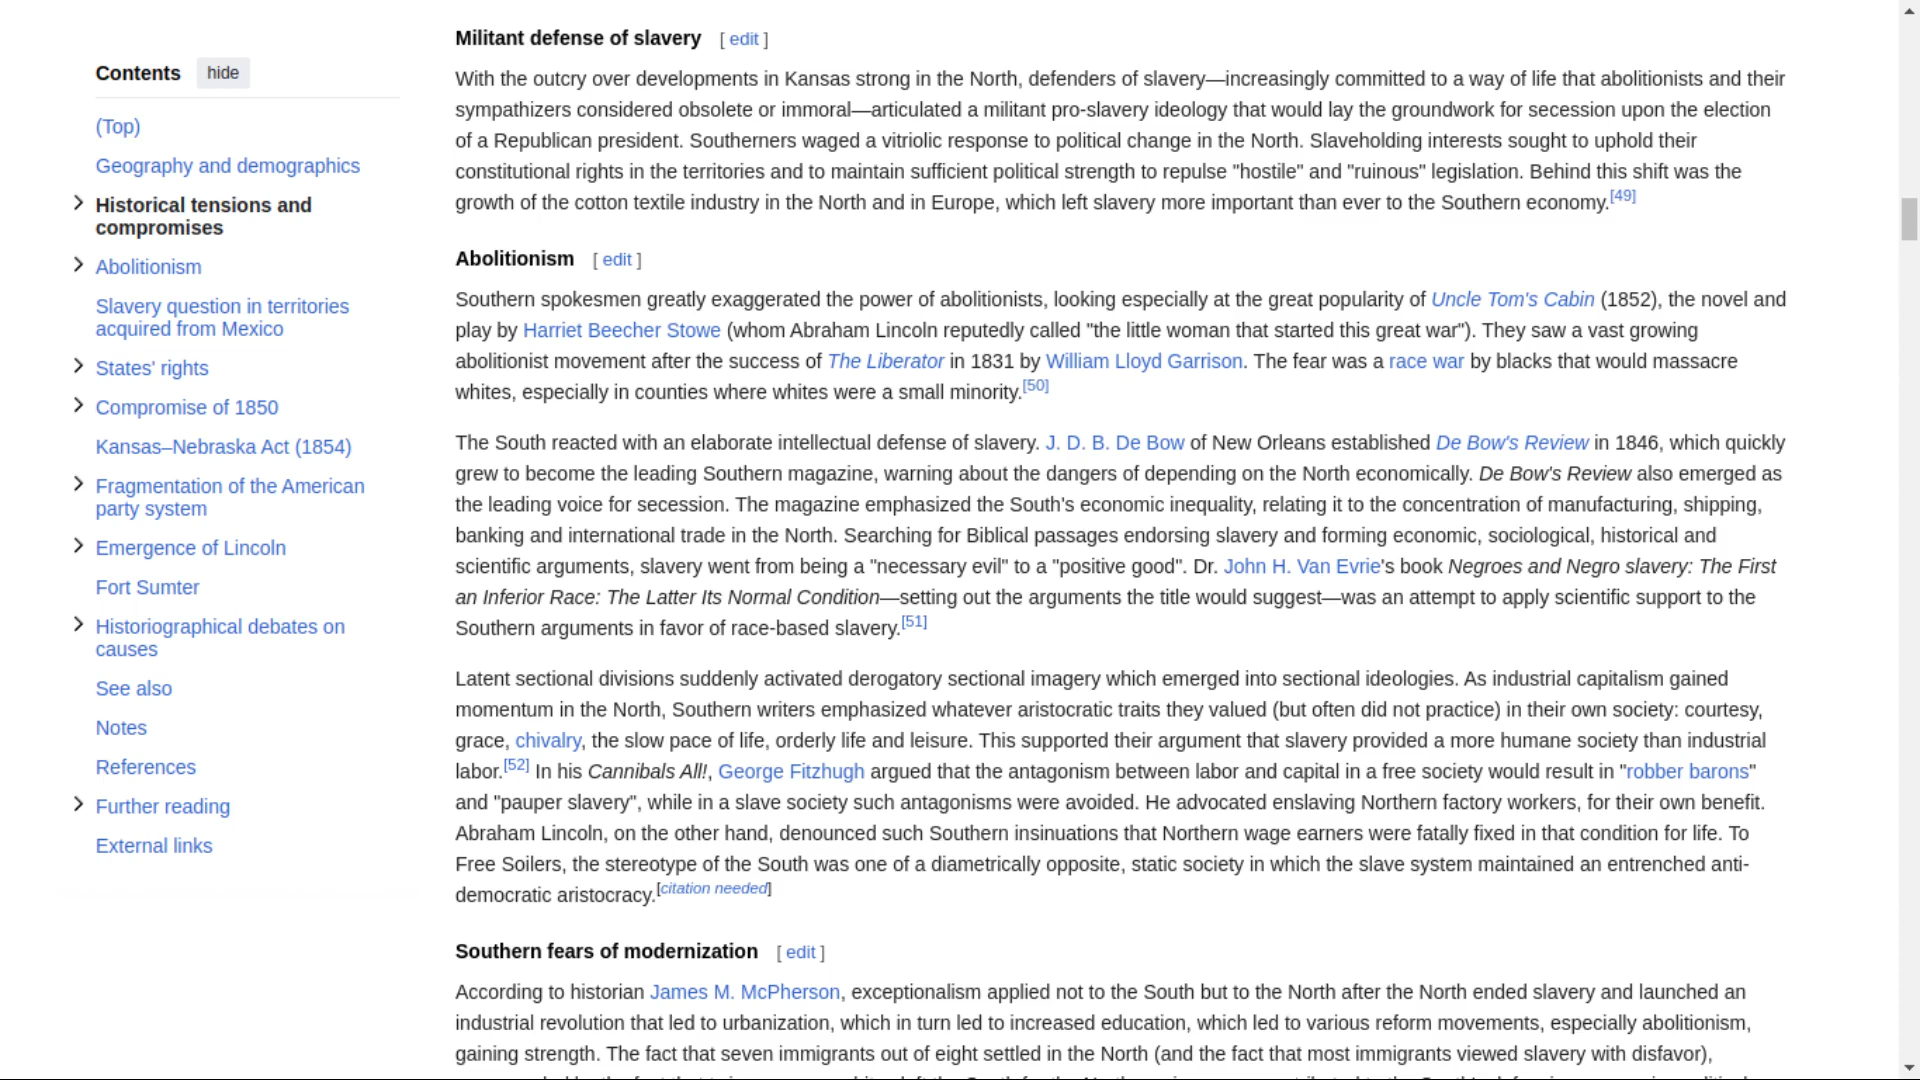 Contents hide
(Top)
Geography and demographics
Historical tensions and
compromises
Abolitionism
Slavery question in territories
acquired from Mexico
States' rights
Compromise of 1850
Kansas–Nebraska Act (1854)
Fragmentation of the American
party system
Emergence of Lincoln
Fort Sumter
Historiographical debates on
causes
See also
Notes
References
Further reading
External links
Militant defense of slavery [ edit ]
With the outcry over developments in Kansas strong in the North, defenders of slavery—increasingly committed to a way of life that abolitionists and their
sympathizers considered obsolete or immoral—articulated a militant pro-slavery ideology that would lay the groundwork for secession upon the election
of a Republican president. Southerners waged a vitriolic response to political change in the North. Slaveholding interests sought to uphold their
constitutional rights in the territories and to maintain sufficient political strength to repulse "hostile" and "ruinous" legislation. Behind this shift was the
growth of the cotton textile industry in the North and in Europe, which left slavery more important than ever to the Southern economy.[49]
Abolitionism [ edit ]
Southern spokesmen greatly exaggerated the power of abolitionists, looking especially at the great popularity of Uncle Tom's Cabin (1852), the novel and
play by Harriet Beecher Stowe (whom Abraham Lincoln reputedly called "the little woman that started this great war"). They saw a vast growing
abolitionist movement after the success of The Liberator in 1831 by William Lloyd Garrison. The fear was a race war by blacks that would massacre
whites, especially in counties where whites were a small minority.[50]
The South reacted with an elaborate intellectual defense of slavery. J. D. B. De Bow of New Orleans established De Bow's Review in 1846, which quickly
grew to become the leading Southern magazine, warning about the dangers of depending on the North economically. De Bow's Review also emerged as
the leading voice for secession. The magazine emphasized the South's economic inequality, relating it to the concentration of manufacturing, shipping,
banking and international trade in the North. Searching for Biblical passages endorsing slavery and forming economic, sociological, historical and
scientific arguments, slavery went from being a "necessary evil" to a "positive good". Dr. John H. Van Evrie's book Negroes and Negro slavery: The First
an Inferior Race: The Latter Its Normal Condition—setting out the arguments the title would suggest—was an attempt to apply scientific support to the
Southern arguments in favor of race-based slavery.[51]
Latent sectional divisions suddenly activated derogatory sectional imagery which emerged into sectional ideologies. As industrial capitalism gained
momentum in the North, Southern writers emphasized whatever aristocratic traits they valued (but often did not practice) in their own society: courtesy,
grace, chivalry, the slow pace of life, orderly life and leisure. This supported their argument that slavery provided a more humane society than industrial
labor.[52] In his Cannibals All!, George Fitzhugh argued that the antagonism between labor and capital in a free society would result in "robber barons"
and "pauper slavery", while in a slave society such antagonisms were avoided. He advocated enslaving Northern factory workers, for their own benefit.
Abraham Lincoln, on the other hand, denounced such Southern insinuations that Northern wage earners were fatally fixed in that condition for life. To
Free Soilers, the stereotype of the South was one of a diametrically opposite, static society in which the slave system maintained an entrenched anti-
democratic aristocracy.[citation needed]
Southern fears of modernization [ edit ]
According to historian James M. McPherson, exceptionalism applied not to the South but to the North after the North ended slavery and launched an
industrial revolution that led to urbanization, which in turn led to increased education, which led to various reform movements, especially abolitionism,
gaining strength. The fact that seven immigrants out of eight settled in the North (and the fact that most immigrants viewed slavery with disfavor),